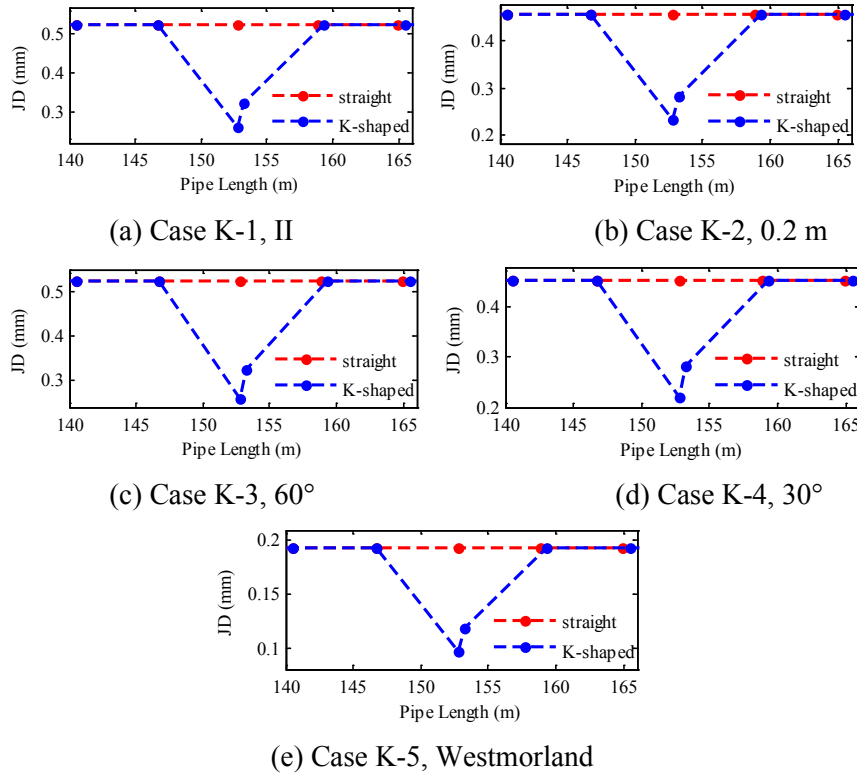 JD (mm)
0.5
0.4
0.3
straight
K-shaped
140 145 150 155 160 165
Pipe Length (m)
(a) Case K-1, II
JD (mm)
0.4
0.3
0.2
straight
K-shaped
140 145 150 155 160 165
Pipe Length (m)
(b) Case K-2, 0.2 m
JD (mm)
0.5
0.4
0.3
straight
K-shaped
140 145 150 155 160 165
Pipe Length (m)
(c) Case K-3, 60°
JD (mm)
0.4
0.3
0.2
straight
K-shaped
140 145 150 155 160 165
Pipe Length (m)
(d) Case K-4, 30°
JD (mm)
0.2
0.15
0.1
straight
K-shaped
140 145 150 155 160 165
Pipe Length (m)
(e) Case K-5, Westmorland